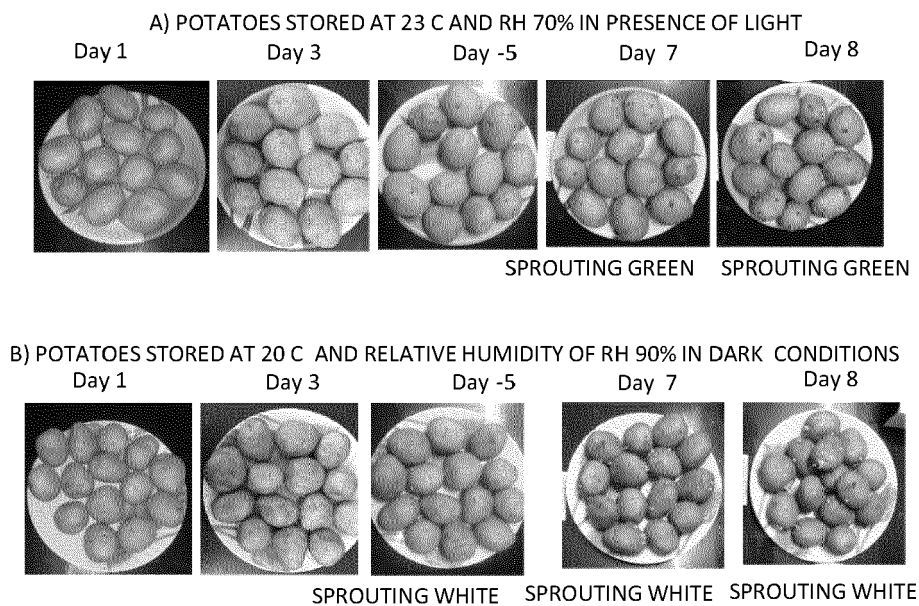 A) POTATOES STORED AT 23 C AND RH 70% IN PRESENCE OF LIGHT
Day 1 Day 3 Day -5 Day 7 Day 8
SPROUTING GREEN SPROUTING GREEN
B) POTATOES STORED AT 20 C AND RELATIVE HUMIDITY OF RH 90% IN DARK CONDITIONS
Day 1 Day 3 Day -5 Day 7 Day 8
SPROUTING WHITE SPROUTING WHITE SPROUTING WHITE